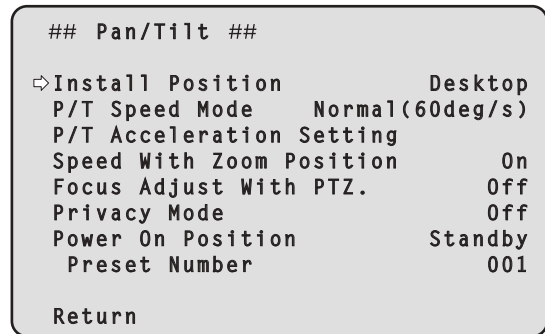 ## Pan/Tilt ##
⇨Install Position Desktop
P/T Speed Mode Normal(60deg/s)
P/T Acceleration Setting
Speed With Zoom Position On
Focus Adjust With PTZ. Off
Privacy Mode Off
Power On Position Standby
Preset Number 001
Return